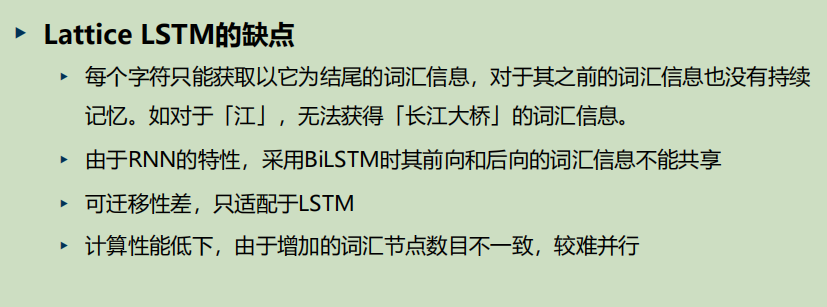 Lattice LSTM的缺点
每个字符只能获取以它为结尾的词汇信息，对于其之前的词汇信息也没有持续
记忆。如对于「江」，无法获得「长江大桥」的词汇信息。
由于RNN的特性，采用BiLSTM时其前向和后向的词汇信息不能共享
可迁移性差，只适配于LSTM
计算性能低下，由于增加的词汇节点数目不一致，较难并行